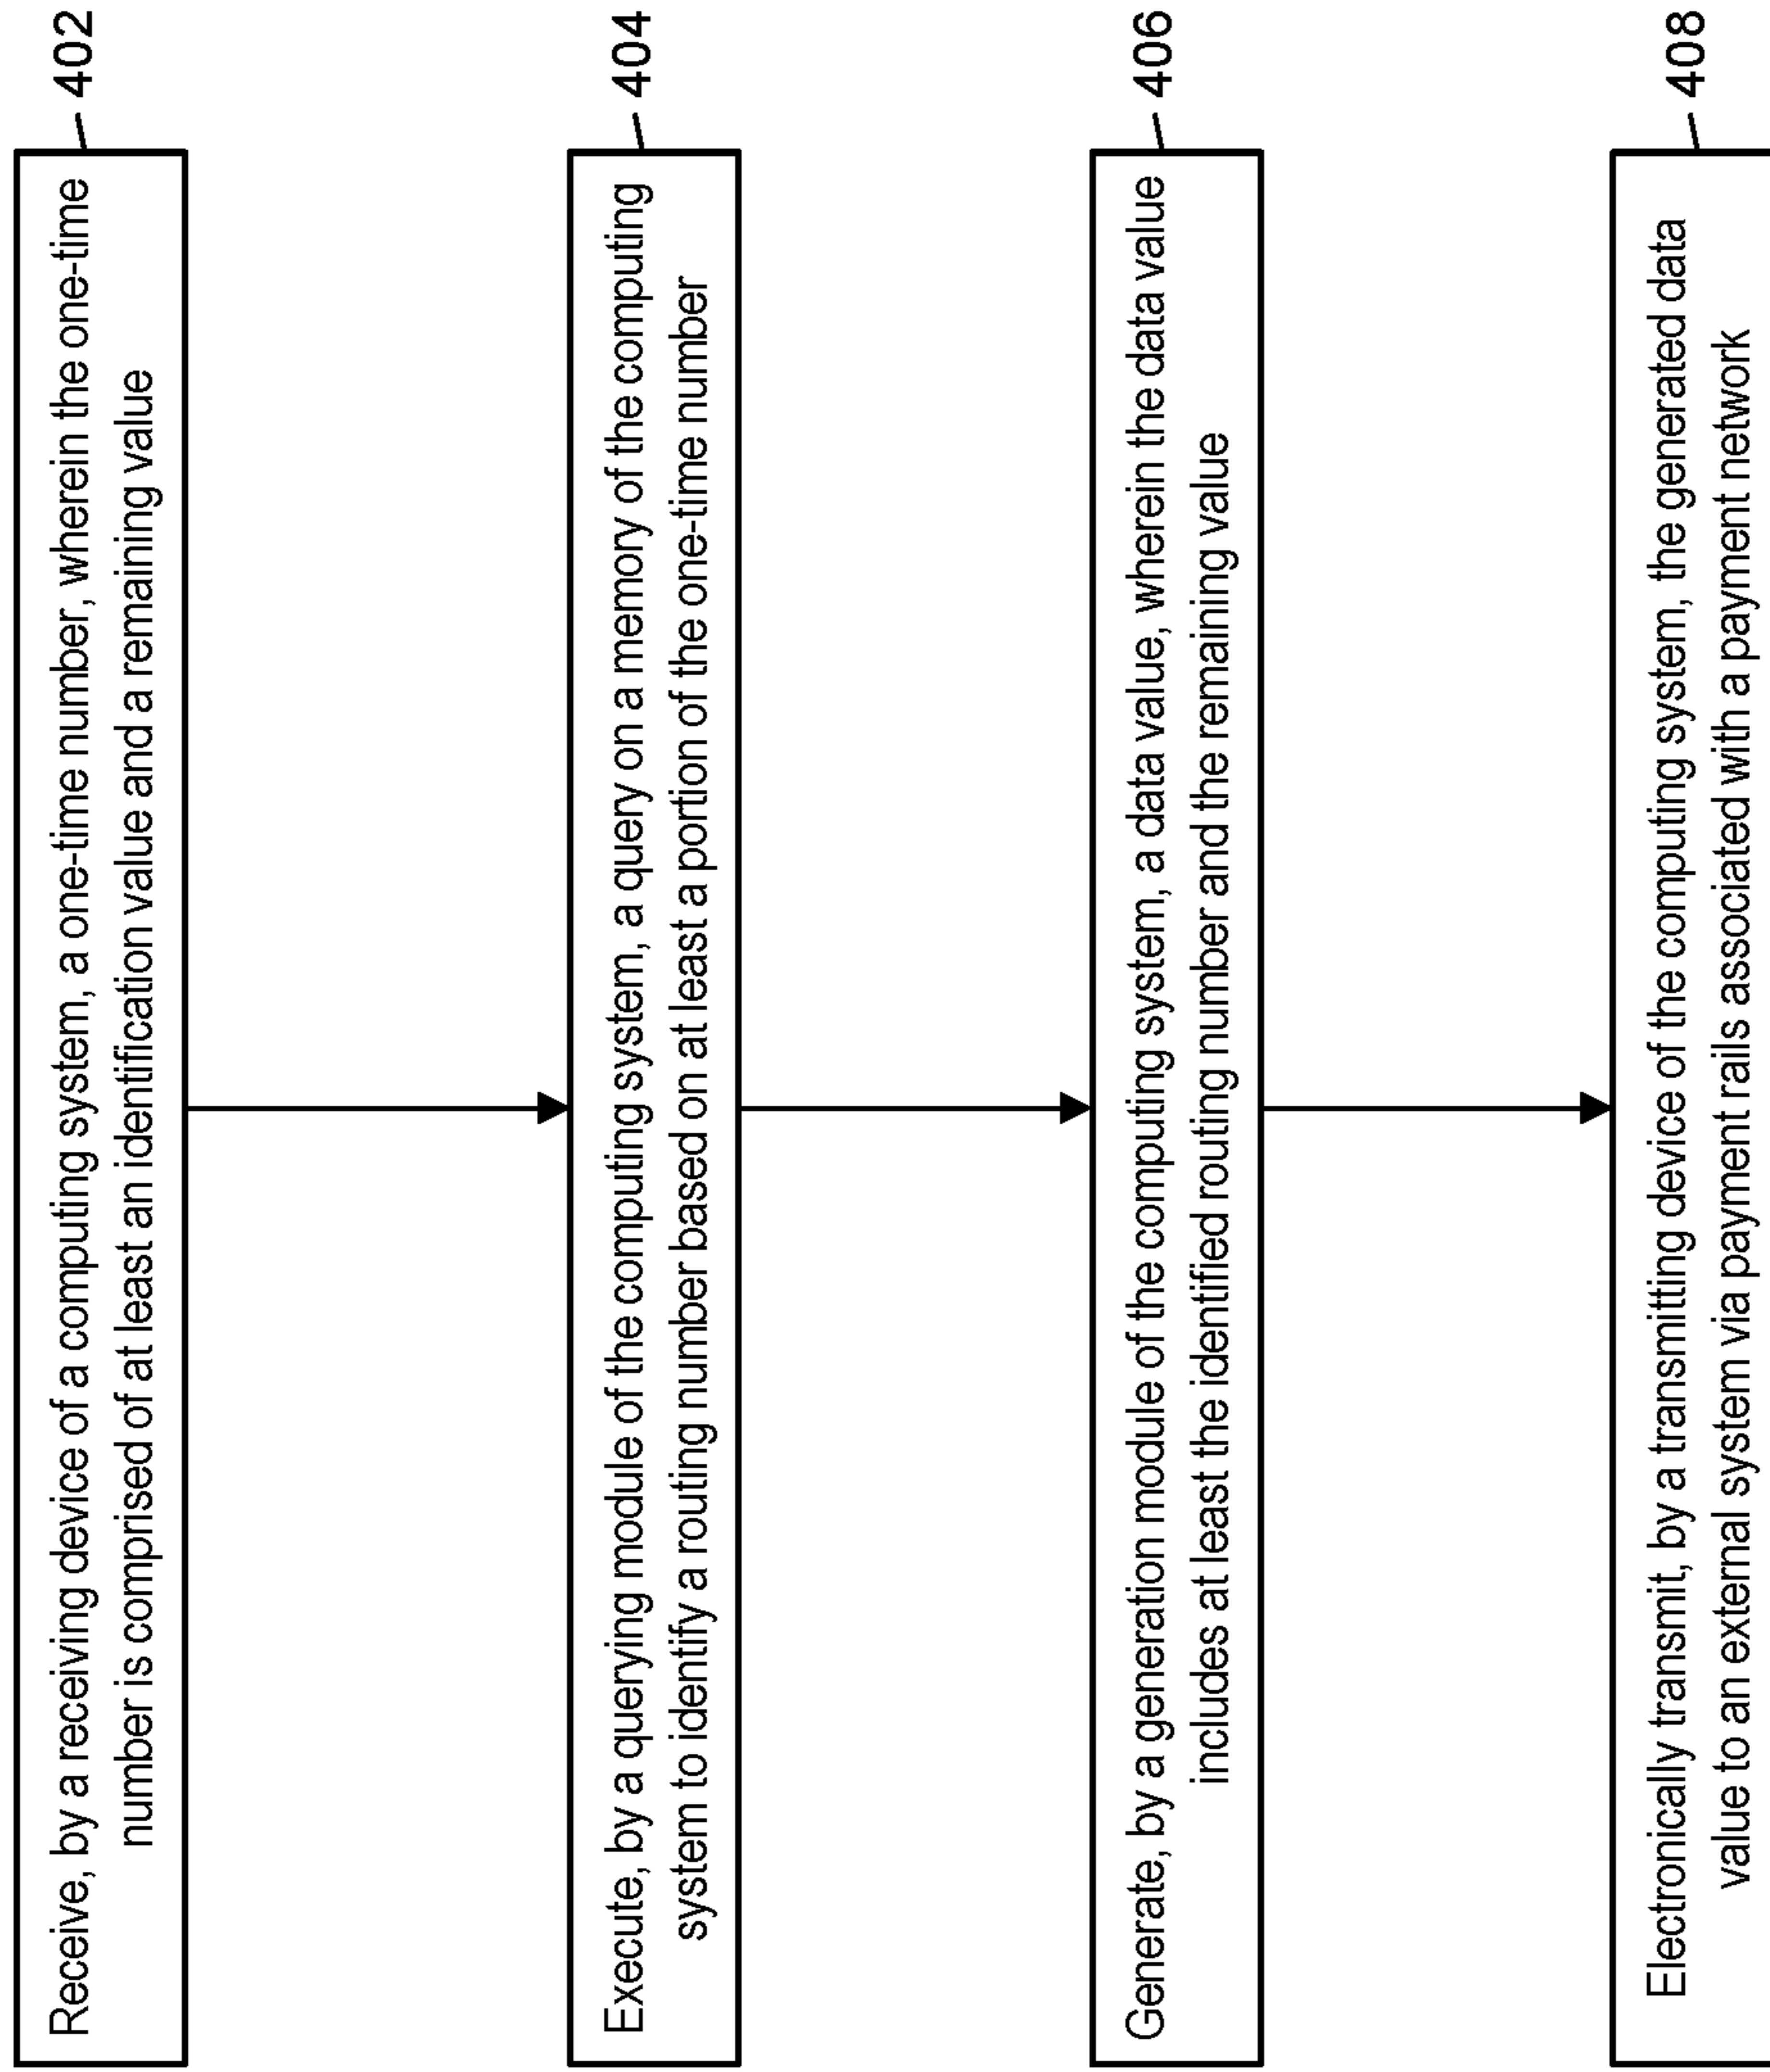 Receive, by a receiving device of a computing system, a one-time number, wherein the one-time
number is comprised of at least an identification value and a remaining value
402
Execute, by a querying module of the computing system, a query on a memory of the computing
system to identify a routing number based on at least a portion of the one-time number
404
Generate, by a generation module of the computing system, a data value, wherein the data value
includes at least the identified routing number and the remaining value
406
Electronically transmit, by a transmitting device of the computing system, the generated data
value to an external system via payment rails associated with a payment network
408